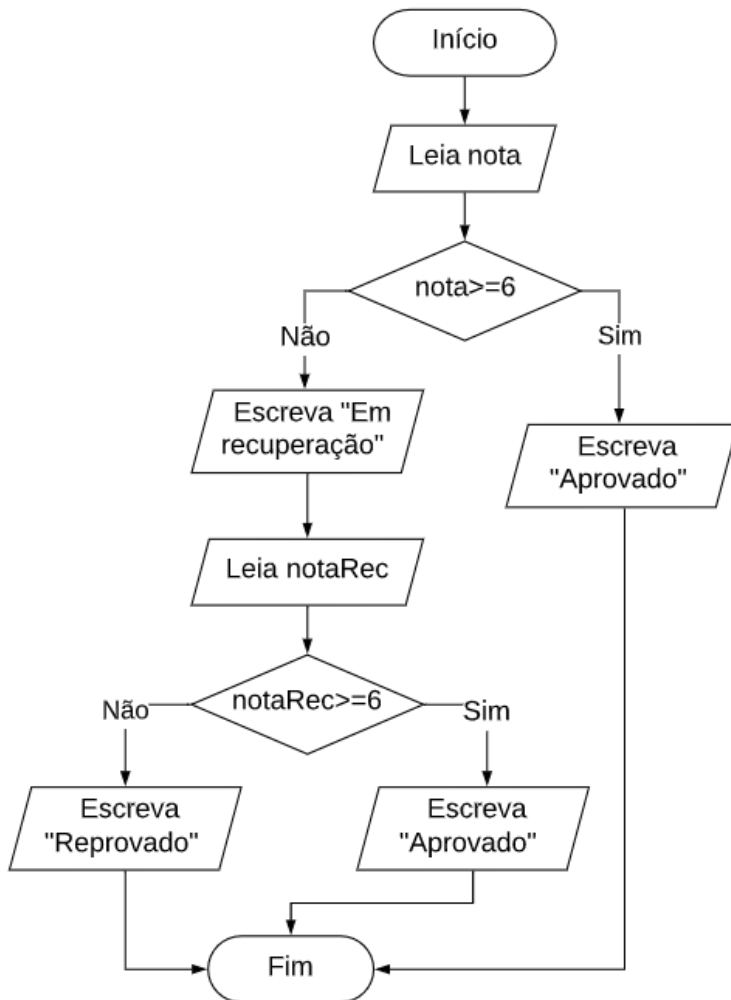 Início
Leia nota
nota>=6
Não
Sim
Escreva "Em
recuperação"
Escreva
"Aprovado"
Leia notaRec
notaRec>=6
Não
Sim
Escreva
"Reprovado"
Escreva
"Aprovado"
Fim